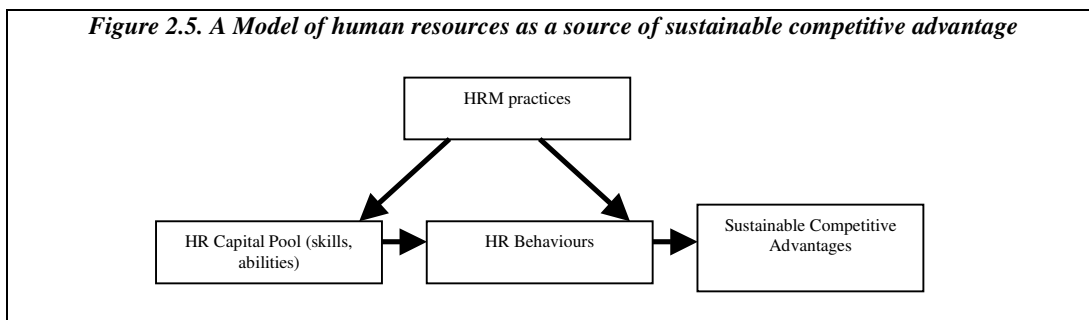 Figure 2.5. A Model of human resources as a source of sustainable competitive advantage
HRM practices
HR Capital Pool (skills,
abilities)
HR Behaviours
Sustainable Competitive
Advantages